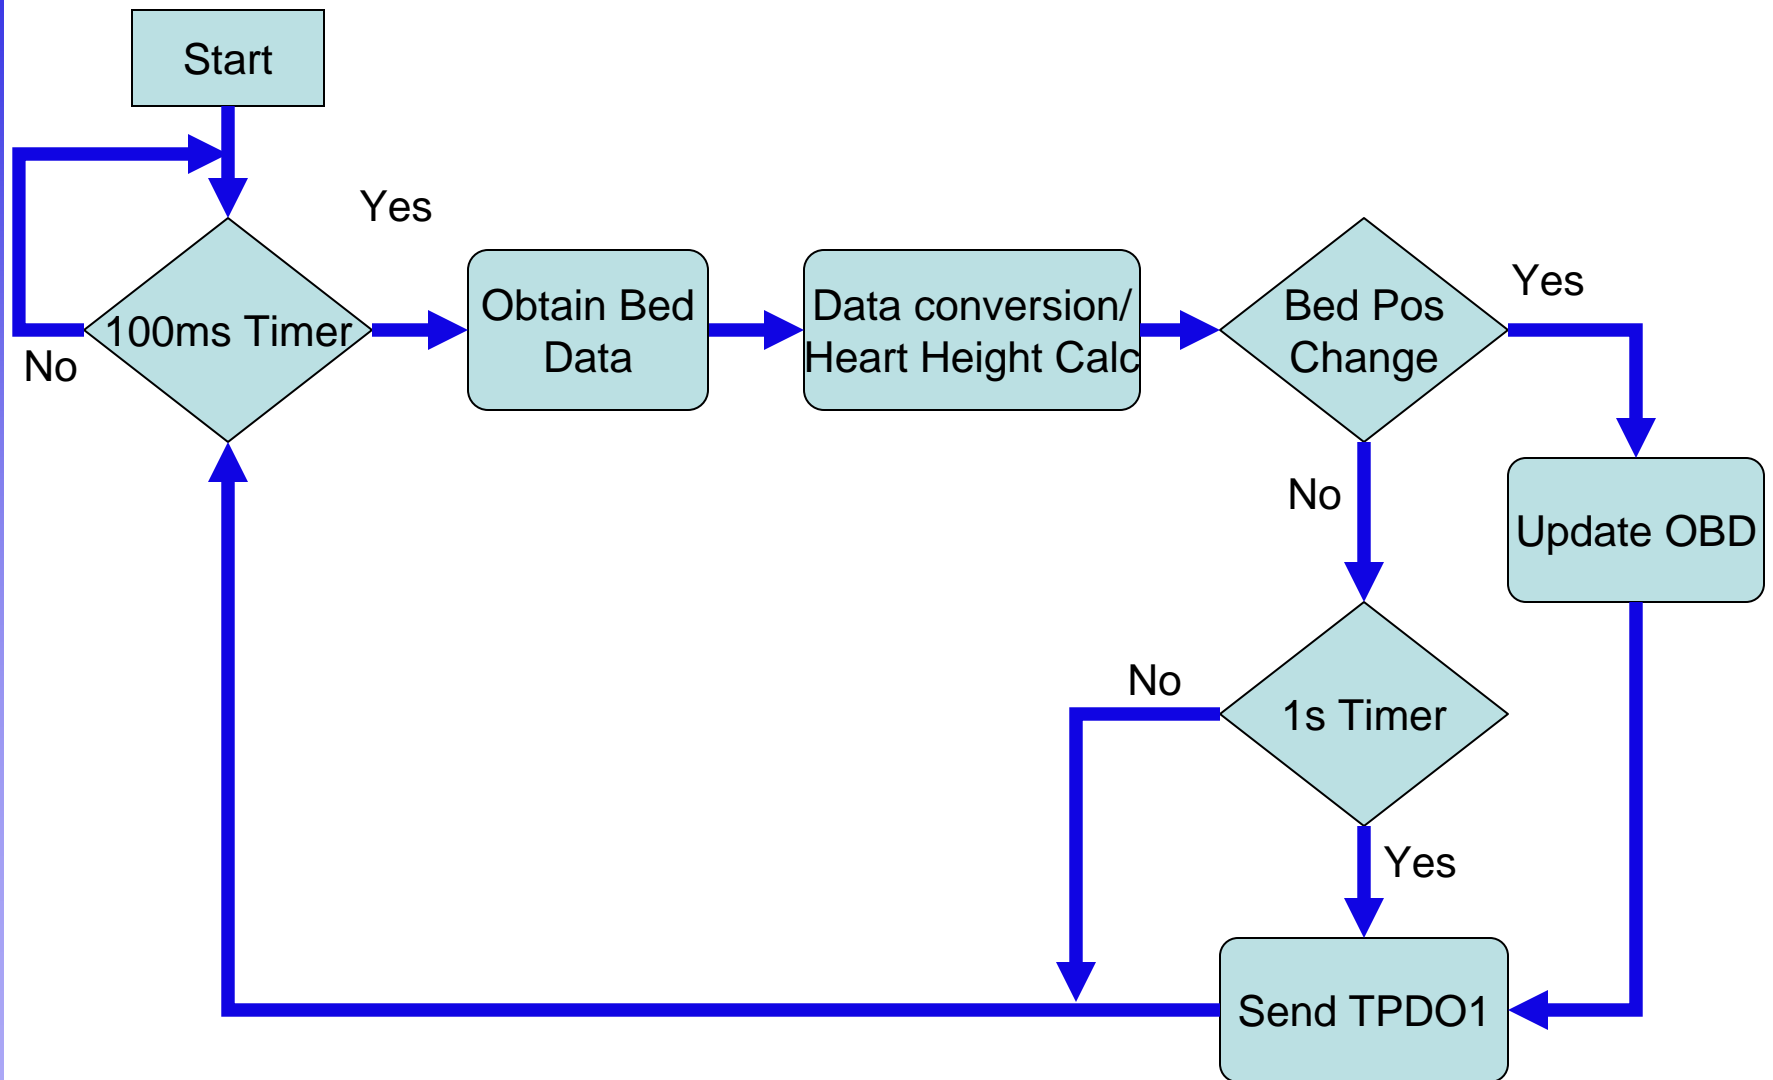 Start
Yes
100ms Timer
No
Obtain Bed
Data
Data conversion/
Heart Height Calc
Bed Pos
Change
Yes
No
Update OBD
No
1s Timer
Yes
Send TPDO1